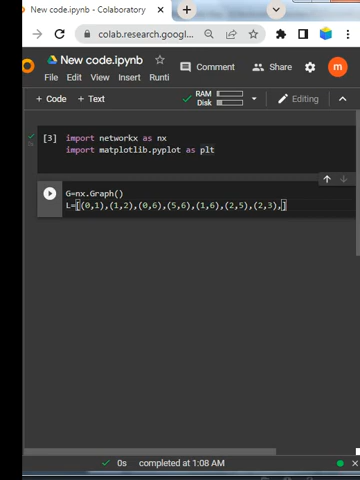 New code.ipynb - Colaboratory
colab.research.googl...
New code.ipynb
Comment
Share
File Edit View Insert Runti
+ Code + Text
RAM
Disk
Editing
[3] import networkx as nx
import matplotlib.pyplot as plt
0s
G=nx.Graph()
L=[(0,1),(1,2),(0,6),(5,6),(1,6),(2,5),(2,3),]
0s completed at 1:08 AM